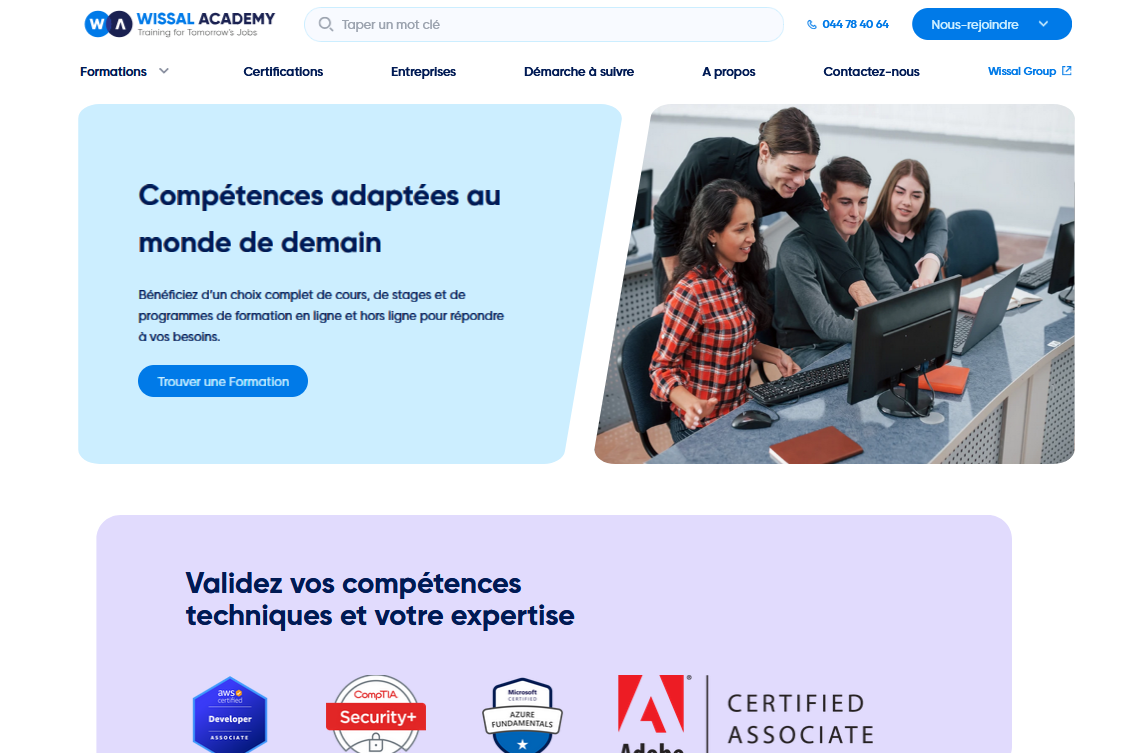 WISSAL ACADEMY
Training for Tomorrow's Jobs
Taper un mot clé
044 78 40 64
Nous-rejoindre
Formations
Certifications
Entreprises
Démarche à suivre
A propos
Contactez-nous
Wissal Group
Compétences adaptées au
monde de demain
Bénéficiez d'un choix complet de cours, de stages et de
programmes de formation en ligne et hors ligne pour répondre
à vos besoins.
Trouver une Formation
Validez vos compétences
techniques et votre expertise
aws
certified
Developer
ASSOCIATE
CompTIA
Security+
Microsoft
CERTIFIED
AZURE
FUNDAMENTALS
Adobe
CERTIFIED
ASSOCIATE